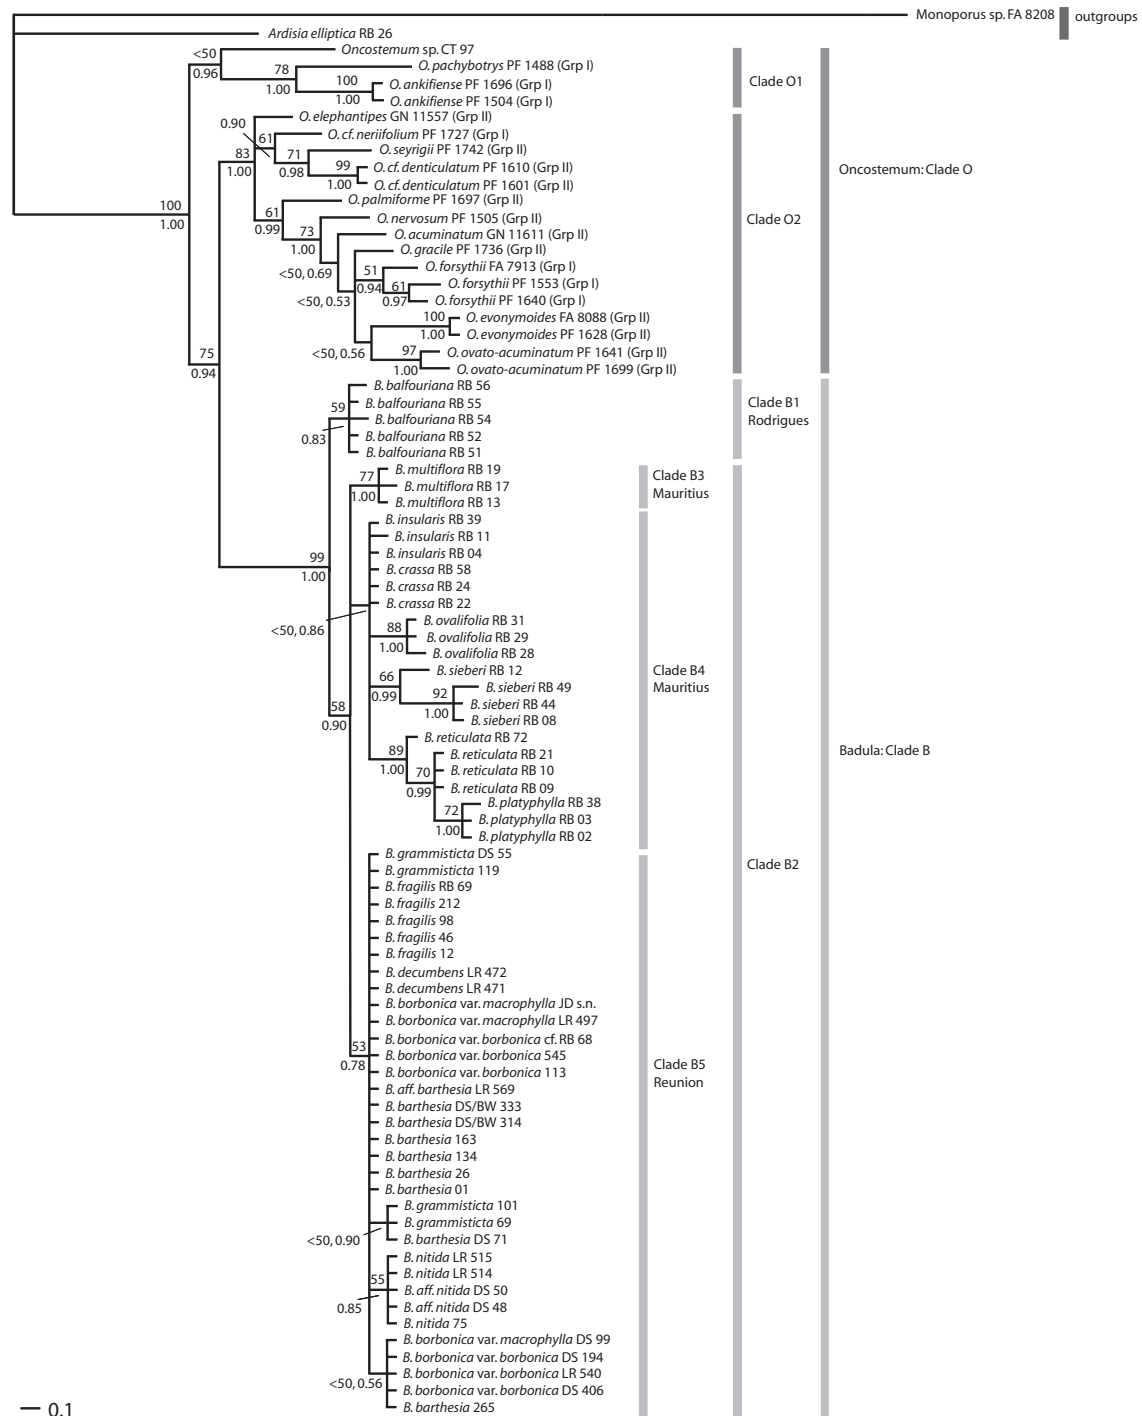 Monoporus sp. FA 8208
outgroups
Ardisia elliptica RB 26
<50
Oncostemum sp. CT 97
0.96
78
O. pachybotrys PF 1488 (Grp I)
1.00
100
O. ankifiense PF 1696 (Grp I)
Clade O1
1.00
O. ankifiense PF 1504 (Grp I)
O. elephantipes GN 11557 (Grp II)
0.90
61
O. cf. neriifolium PF 1727 (Grp I)
83
71
O. seyrigii PF 1742 (Grp II)
1.00
0.98
99
O. cf. denticulatum PF 1610 (Grp II)
Oncostemum: Clade O
1.00
O. cf. denticulatum PF 1601 (Grp II)
O. palmiforme PF 1697 (Grp II)
100
61
0.99
O. nervosum PF 1505 (Grp II)
Clade O2
1.00
73
O. acuminatum GN 11611 (Grp II)
1.00
O. gracile PF 1736 (Grp II)
<50, 0.69
51
O. forsythii FA 7913 (Grp I)
0.94
61
O. forsythii PF 1553 (Grp I)
<50, 0.53
0.97
O. forsythii PF 1640 (Grp I)
100
O. evonymoides FA 8088 (Grp II)
1.00
O. evonymoides PF 1628 (Grp II)
75
<50, 0.56
97
O. ovato-acuminatum PF 1641 (Grp II)
0.94
1.00
O. ovato-acuminatum PF 1699 (Grp II)
B. balfouriana RB 56
59
B. balfouriana RB 55
Clade B1
Rodrigues
B. balfouriana RB 54
0.83
B. balfouriana RB 52
B. balfouriana RB 51
B. multiflora RB 19
77
B. multiflora RB 17
Clade B3
Mauritius
1.00
B. multiflora RB 13
B. insularis RB 39
B. insularis RB 11
B. insularis RB 04
99
B. crassa RB 58
1.00
B. crassa RB 24
B. crassa RB 22
<50, 0.86
B. ovalifolia RB 31
88
B. ovalifolia RB 29
1.00
B. ovalifolia RB 28
B. sieberi RB 12
Clade B4
Mauritius
66
0.99
B. sieberi RB 49
92
B. sieberi RB 44
1.00
B. sieberi RB 08
58
0.90
B. reticulata RB 72
89
B. reticulata RB 21
Badula: Clade B
1.00
70
B. reticulata RB 10
0.99
B. reticulata RB 09
B. platyphylla RB 38
72
B. platyphylla RB 03
1.00
B. platyphylla RB 02
B. grammisticta DS 55
Clade B2
B. grammisticta 119
B. fragilis RB 69
B. fragilis 212
B. fragilis 98
B. fragilis 46
B. fragilis 12
B. decumbens LR 472
B. decumbens LR 471
B. borbonica var. macrophylla JD s.n.
B. borbonica var. macrophylla LR 497
B. borbonica var. borbonica cf. RB 68
53
B. borbonica var. borbonica 545
0.78
B. borbonica var. borbonica 113
Clade B5
Reunion
B. aff. barthesia LR 569
B. barthesia DS/BW 333
B. barthesia DS/BW 314
B. barthesia 163
B. barthesia 134
B. barthesia 26
B. barthesia 01
B. grammisticta 101
B. grammisticta 69
<50, 0.90
B. barthesia DS 71
B. nitida LR 515
B. nitida LR 514
55
B. aff. nitida DS 50
0.85
B. aff. nitida DS 48
B. nitida 75
B. borbonica var. macrophylla DS 99
B. borbonica var. borbonica DS 194
B. borbonica var. borbonica LR 540
<50, 0.56
B. borbonica var. borbonica DS 406
B. barthesia 265
0.1